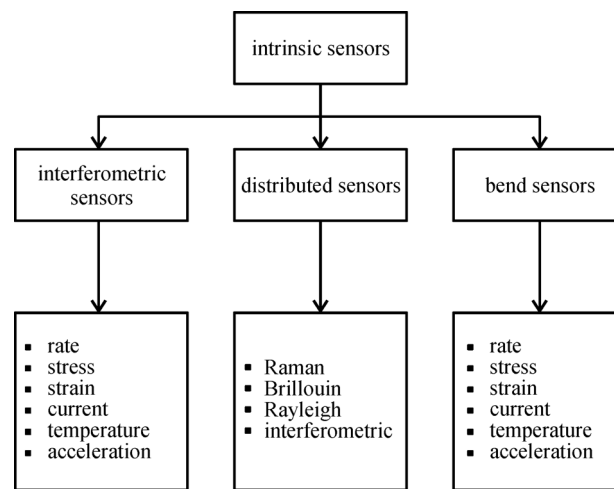 intrinsic sensors
interferometric
sensors
distributed sensors
bend sensors
▪ rate
▪ stress
▪ strain
▪ current
▪ temperature
▪ acceleration
▪ Raman
▪ Brillouin
▪ Rayleigh
▪ interferometric
▪ rate
▪ stress
▪ strain
▪ current
▪ temperature
▪ acceleration